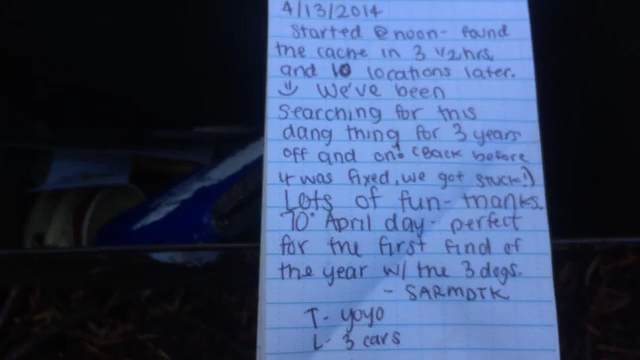 4/13/2014
Started @ noon - found
the cache in 3 1/2 hrs,
and 10 locations later.
We've been
searching for this
dang thing for 3 years
off and on! (Back before
it was fixed, we got stuck!)
Lots of fun - thanks.
70° April day - perfect
for the first find of
the year w/ the 3 dogs.
- SARMDTK
T - yoyo
L - 3 cars